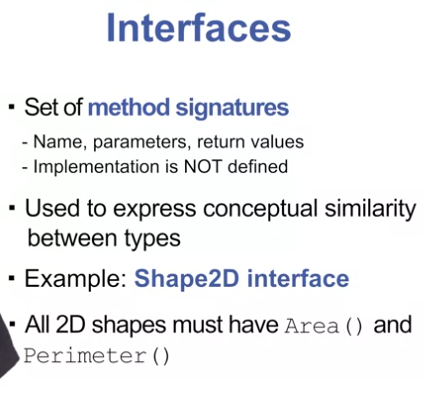 Interfaces
▪ Set of method signatures
- Name, parameters, return values
- Implementation is NOT defined
▪ Used to express conceptual similarity
between types
▪ Example: Shape2D interface
▪ All 2D shapes must have Area() and
Perimeter()